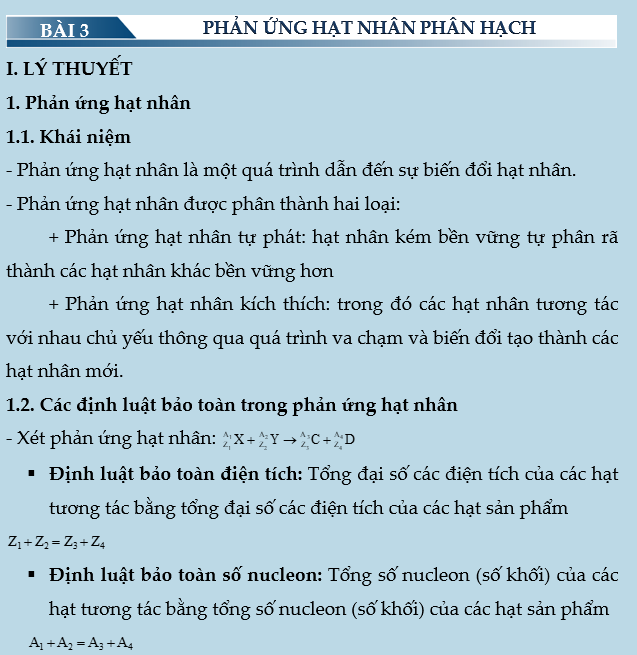 BÀI 3
PHẢN ỨNG HẠT NHÂN PHÂN HẠCH
I. LÝ THUYẾT
1. Phản ứng hạt nhân
1.1. Khái niệm
- Phản ứng hạt nhân là một quá trình dẫn đến sự biến đổi hạt nhân.
- Phản ứng hạt nhân được phân thành hai loại:
+ Phản ứng hạt nhân tự phát: hạt nhân kém bền vững tự phân rã
thành các hạt nhân khác bền vững hơn
+ Phản ứng hạt nhân kích thích: trong đó các hạt nhân tương tác
với nhau chủ yếu thông qua quá trình va chạm và biến đổi tạo thành các
hạt nhân mới.
1.2. Các định luật bảo toàn trong phản ứng hạt nhân
- Xét phản ứng hạt nhân: ${}^{A_1}_{Z_1}X + {}^{A_2}_{Z_2}Y \rightarrow {}^{A_3}_{Z_3}C + {}^{A_4}_{Z_4}D$
▪ Định luật bảo toàn điện tích: Tổng đại số các điện tích của các hạt
tương tác bằng tổng đại số các điện tích của các hạt sản phẩm
Z₁ + Z₂ = Z₃ + Z₄
▪ Định luật bảo toàn số nucleon: Tổng số nucleon (số khối) của các
hạt tương tác bằng tổng số nucleon (số khối) của các hạt sản phẩm
A₁ + A₂ = A₃ + A₄